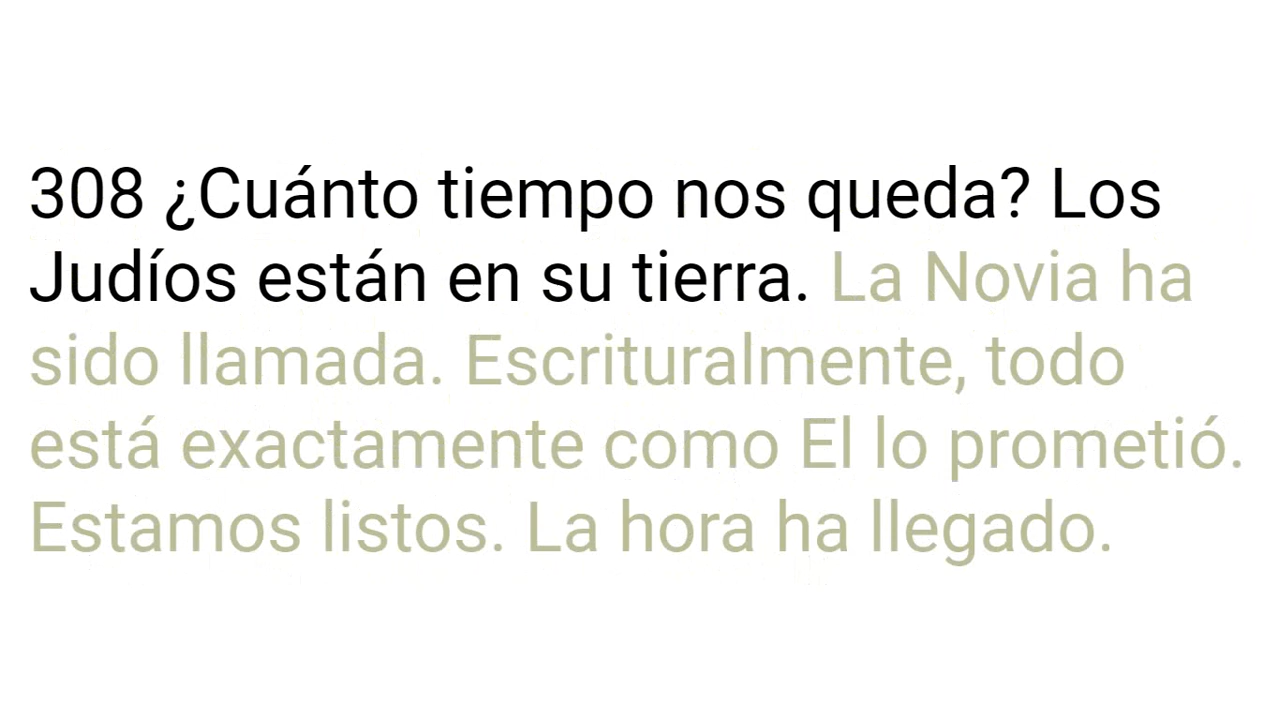 308 ¿Cuánto tiempo nos queda? Los
Judíos están en su tierra. La Novia ha
sido llamada. Escrituralmente, todo
está exactamente como El lo prometió.
Estamos listos. La hora ha llegado.